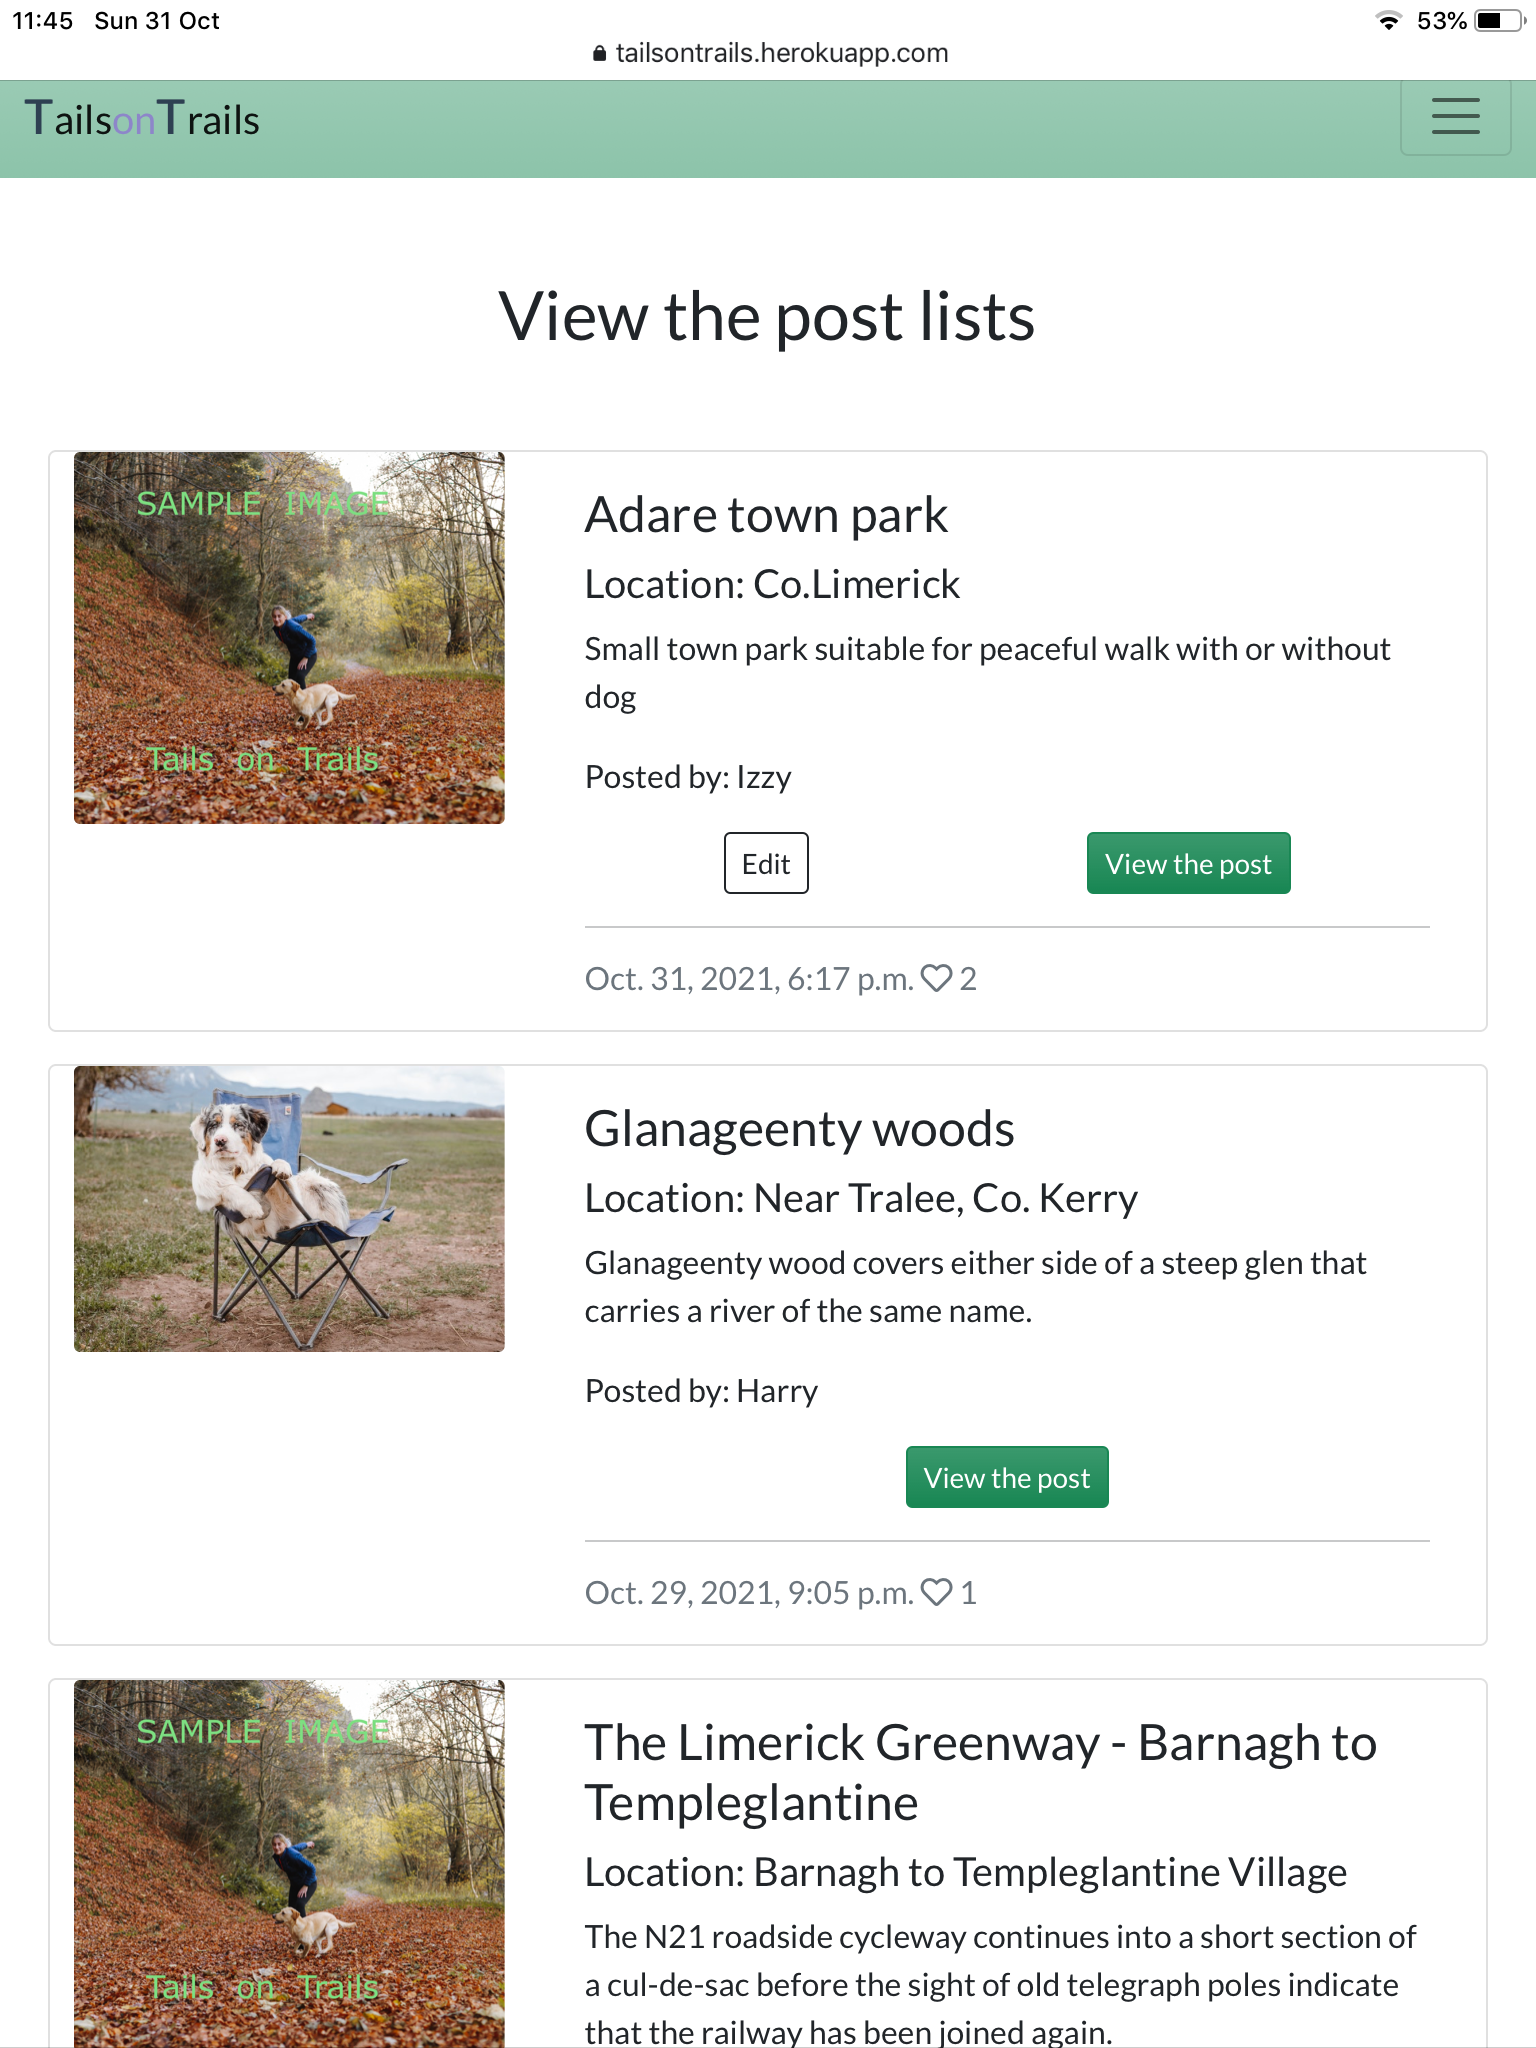 11:45 Sun 31 Oct 53%
tailsontrails.herokuapp.com
TailsonTrails
View the post lists
SAMPLE IMAGE
Tails on Trails
Adare town park
Location: Co.Limerick
Small town park suitable for peaceful walk with or without
dog
Posted by: Izzy
Edit View the post
Oct. 31, 2021, 6:17 p.m. 2
Glanageenty woods
Location: Near Tralee, Co. Kerry
Glanageenty wood covers either side of a steep glen that
carries a river of the same name.
Posted by: Harry
View the post
Oct. 29, 2021, 9:05 p.m. 1
SAMPLE IMAGE
Tails on Trails
The Limerick Greenway - Barnagh to
Templeglantine
Location: Barnagh to Templeglantine Village
The N21 roadside cycleway continues into a short section of
a cul-de-sac before the sight of old telegraph poles indicate
that the railway has been joined again.